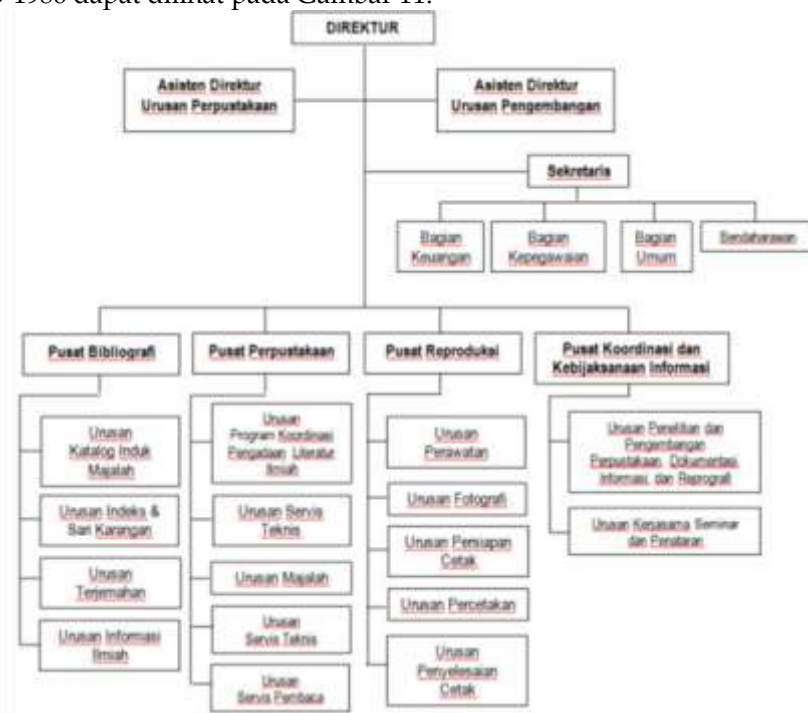 1986 dapat dilihat pada Gambar 11.
DIREKTUR
Asisten Direktur
Urusan Perpustakaan
Asisten Direktur
Urusan Pengembangan
Sekretaris
Bagian
Keuangan
Bagian
Kepegawaian
Bagian
Umum
Bendaharawan
Pusat Bibliografi
Pusat Perpustakaan
Pusat Reproduksi
Pusat Koordinasi dan
Kebijaksanaan Informasi
Urusan
Katalog Induk
Majalah
Urusan Indeks &
Sari Karangan
Urusan
Terjemahan
Urusan Informasi
Ilmiah
Urusan
Program Koordinasi
Pengadaan Literatur
Ilmiah
Urusan Servis
Teknis
Urusan Majalah
Urusan
Servis Teknis
Urusan
Servis Pembaca
Urusan
Perawatan
Urusan Fotografi
Urusan Persiapan
Cetak
Urusan Percetakan
Urusan
Penyelesaian
Cetak
Urusan Penelitian dan
Pengembangan
Perpustakaan, Dokumentasi,
Informasi, dan Reprografi
Urusan Kerjasama Seminar
dan Penataran